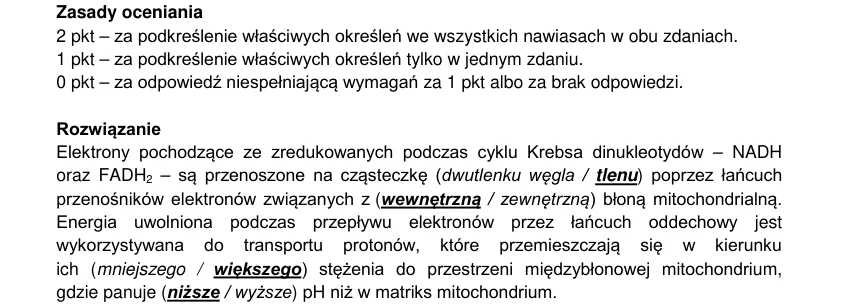 Zasady oceniania
2 pkt – za podkreślenie właściwych określeń we wszystkich nawiasach w obu zdaniach.
1 pkt – za podkreślenie właściwych określeń tylko w jednym zdaniu.
0 pkt – za odpowiedź niespełniającą wymagań za 1 pkt albo za brak odpowiedzi.
Rozwiązanie
Elektrony pochodzące ze zredukowanych podczas cyklu Krebsa dinukleotydów – NADH
oraz FADH₂ – są przenoszone na cząsteczkę (dwutlenku węgla / tlenu) poprzez łańcuch
przenośników elektronów związanych z (wewnętrzną / zewnętrzną) błoną mitochondrialną.
Energia uwolniona podczas przepływu elektronów przez łańcuch oddechowy jest
wykorzystywana do transportu protonów, które przemieszczają się w kierunku
ich (mniejszego / większego) stężenia do przestrzeni międzybłonowej mitochondrium,
gdzie panuje (niższe / wyższe) pH niż w matriks mitochondrium.